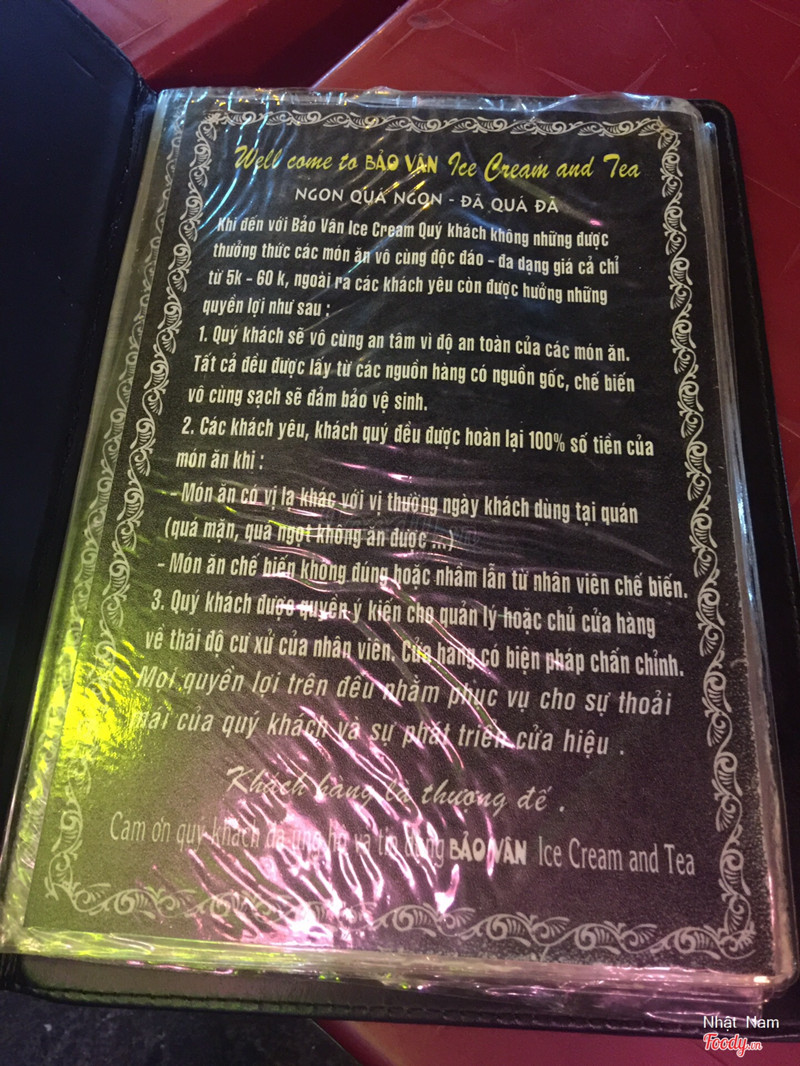 Well come to BẢO VÂN Ice Cream and Tea
NGON QUÁ NGON - ĐÃ QUÁ ĐÃ
Khi đến với Bảo Vân Ice Cream Quý khách không những được
thưởng thức các món ăn vô cùng độc đáo - đa dạng giá cả chỉ
từ 5k - 60 k, ngoài ra các khách yêu còn được hưởng những
quyền lợi như sau :
1. Quý khách sẽ vô cùng an tâm vì độ an toàn của các món ăn.
Tất cả đều được lấy từ các nguồn hàng có nguồn gốc, chế biến
vô cùng sạch sẽ đảm bảo vệ sinh.
2. Các khách yêu, khách quý đều được hoàn lại 100% số tiền của
món ăn khi :
- Món ăn có vị lạ khác với vị thường ngày khách dùng tại quán
(quá mặn, quá ngọt không ăn được ...)
- Món ăn chế biến không đúng hoặc nhầm lẫn từ nhân viên chế biến.
3. Quý khách được quyền ý kiến cho quản lý hoặc chủ cửa hàng
về thái độ cư xử của nhân viên. Cửa hàng có biện pháp chấn chỉnh.
Mọi quyền lợi trên đều nhằm phục vụ cho sự thoải
mái của quý khách và sự phát triển cửa hiệu .
Khách hàng là thượng đế .
Cám ơn quý khách đã ủng hộ và tin dùng BẢO VÂN Ice Cream and Tea
Nhật Nam
Foody.vn